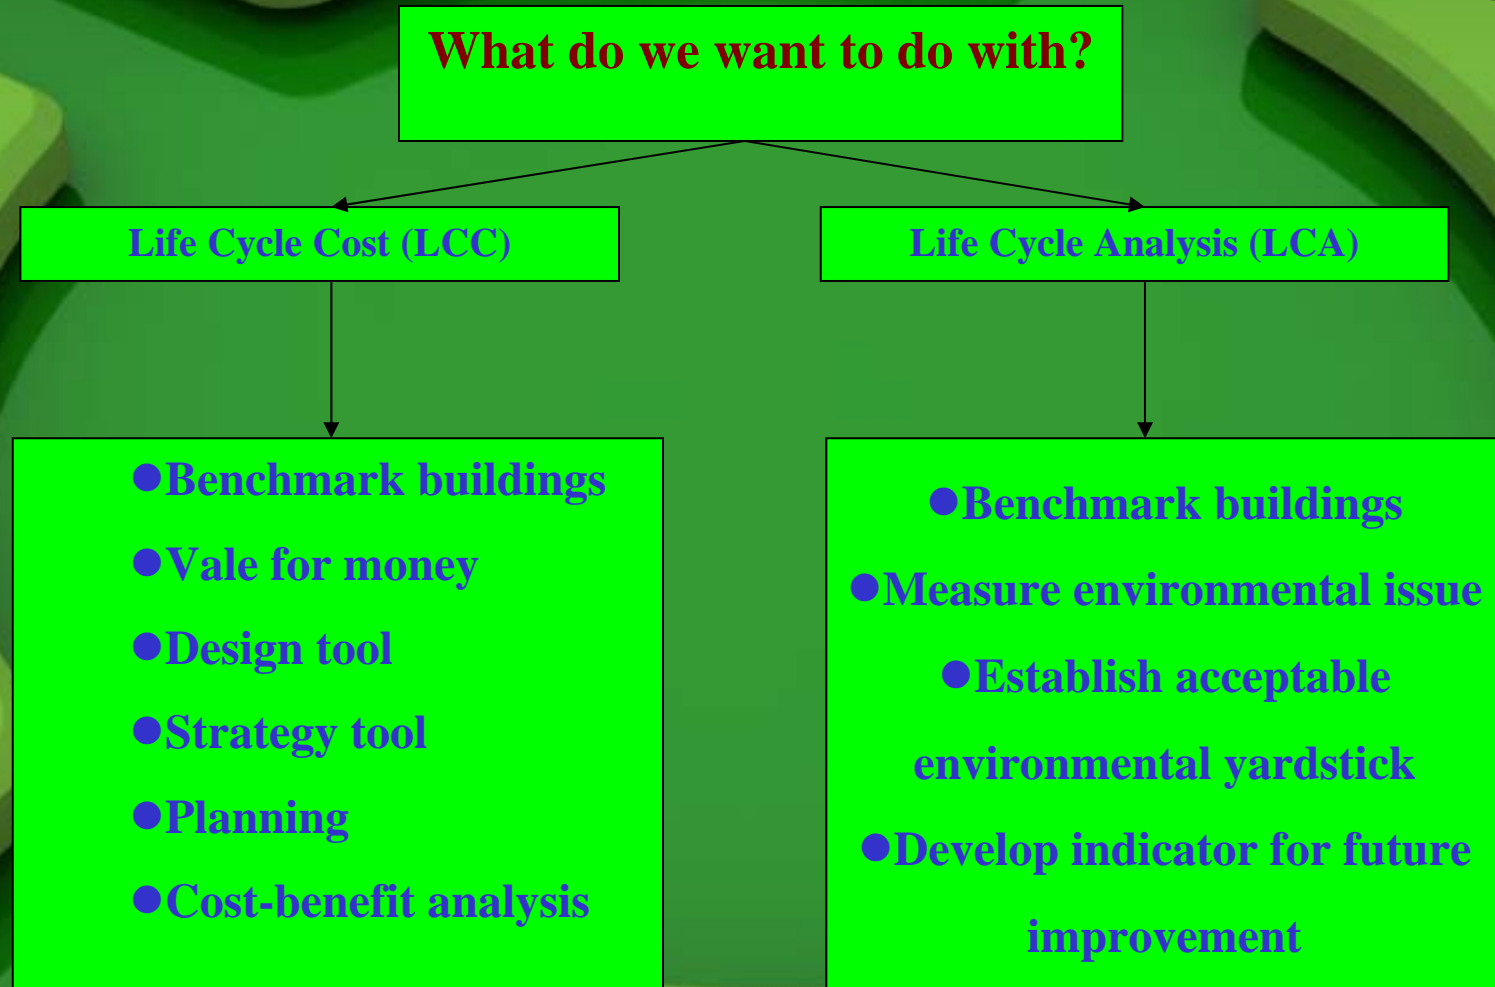 What do we want to do with?
Life Cycle Cost (LCC)
Life Cycle Analysis (LCA)
●Benchmark buildings
●Vale for money
●Design tool
●Strategy tool
●Planning
●Cost-benefit analysis
●Benchmark buildings
●Measure environmental issue
●Establish acceptable
environmental yardstick
●Develop indicator for future
improvement